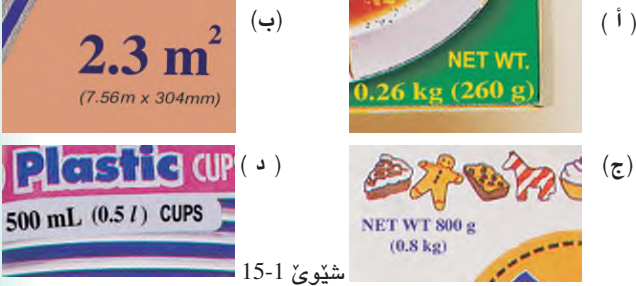 ( أ )
NET WT.
0.26 kg (260 g)
(ب)
2.3 m²
(7.56m x 304mm)
(ج)
NET WT 800 g
(0.8 kg)
( د )
Plastic CUP
500 mL (0.5 l) CUPS
شێوێ 1-15